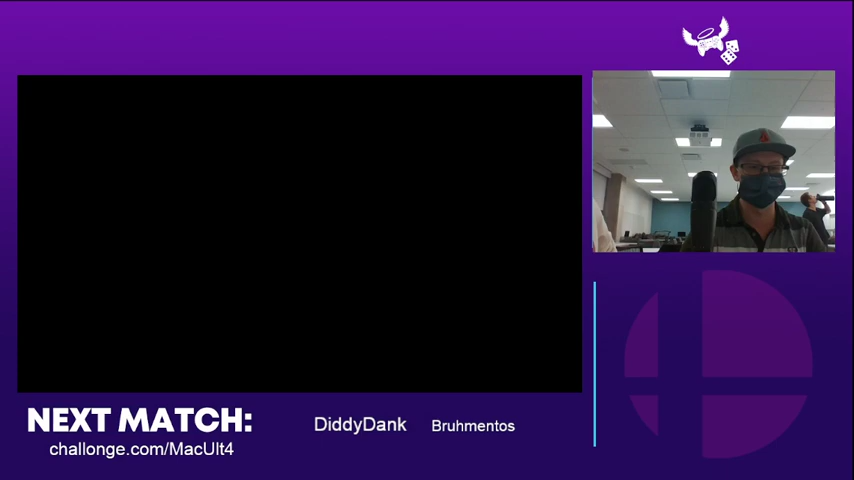 NEXT MATCH:
challonge.com/MacUlt4
DiddyDank
Bruhmentos